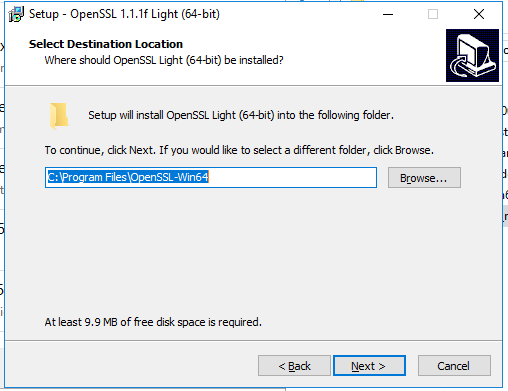 Setup - OpenSSL 1.1.1f Light (64-bit)
Select Destination Location
Where should OpenSSL Light (64-bit) be installed?
Setup will install OpenSSL Light (64-bit) into the following folder.
To continue, click Next. If you would like to select a different folder, click Browse.
C:\Program Files\OpenSSL-Win64
Browse...
At least 9.9 MB of free disk space is required.
< Back
Next >
Cancel